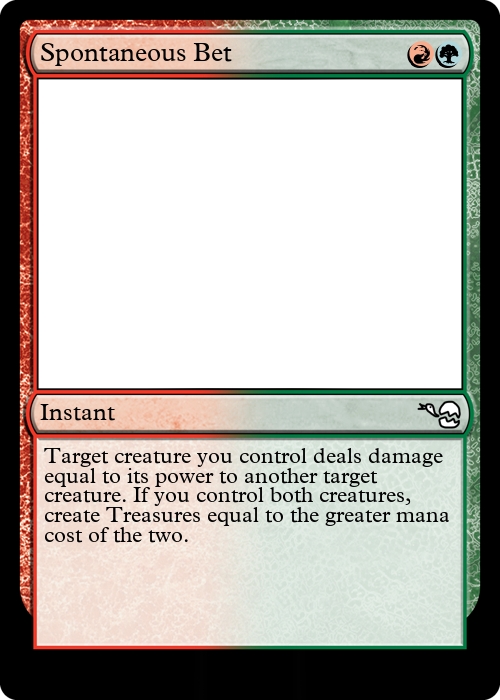 Spontaneous Bet
Instant
Target creature you control deals damage
equal to its power to another target
creature. If you control both creatures,
create Treasures equal to the greater mana
cost of the two.